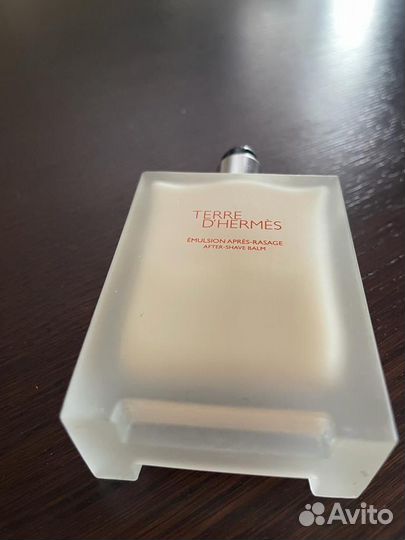 TERRE
D'HERMÈS
ÉMULSION APRÈS-RASAGE
AFTER-SHAVE BALM
Avito